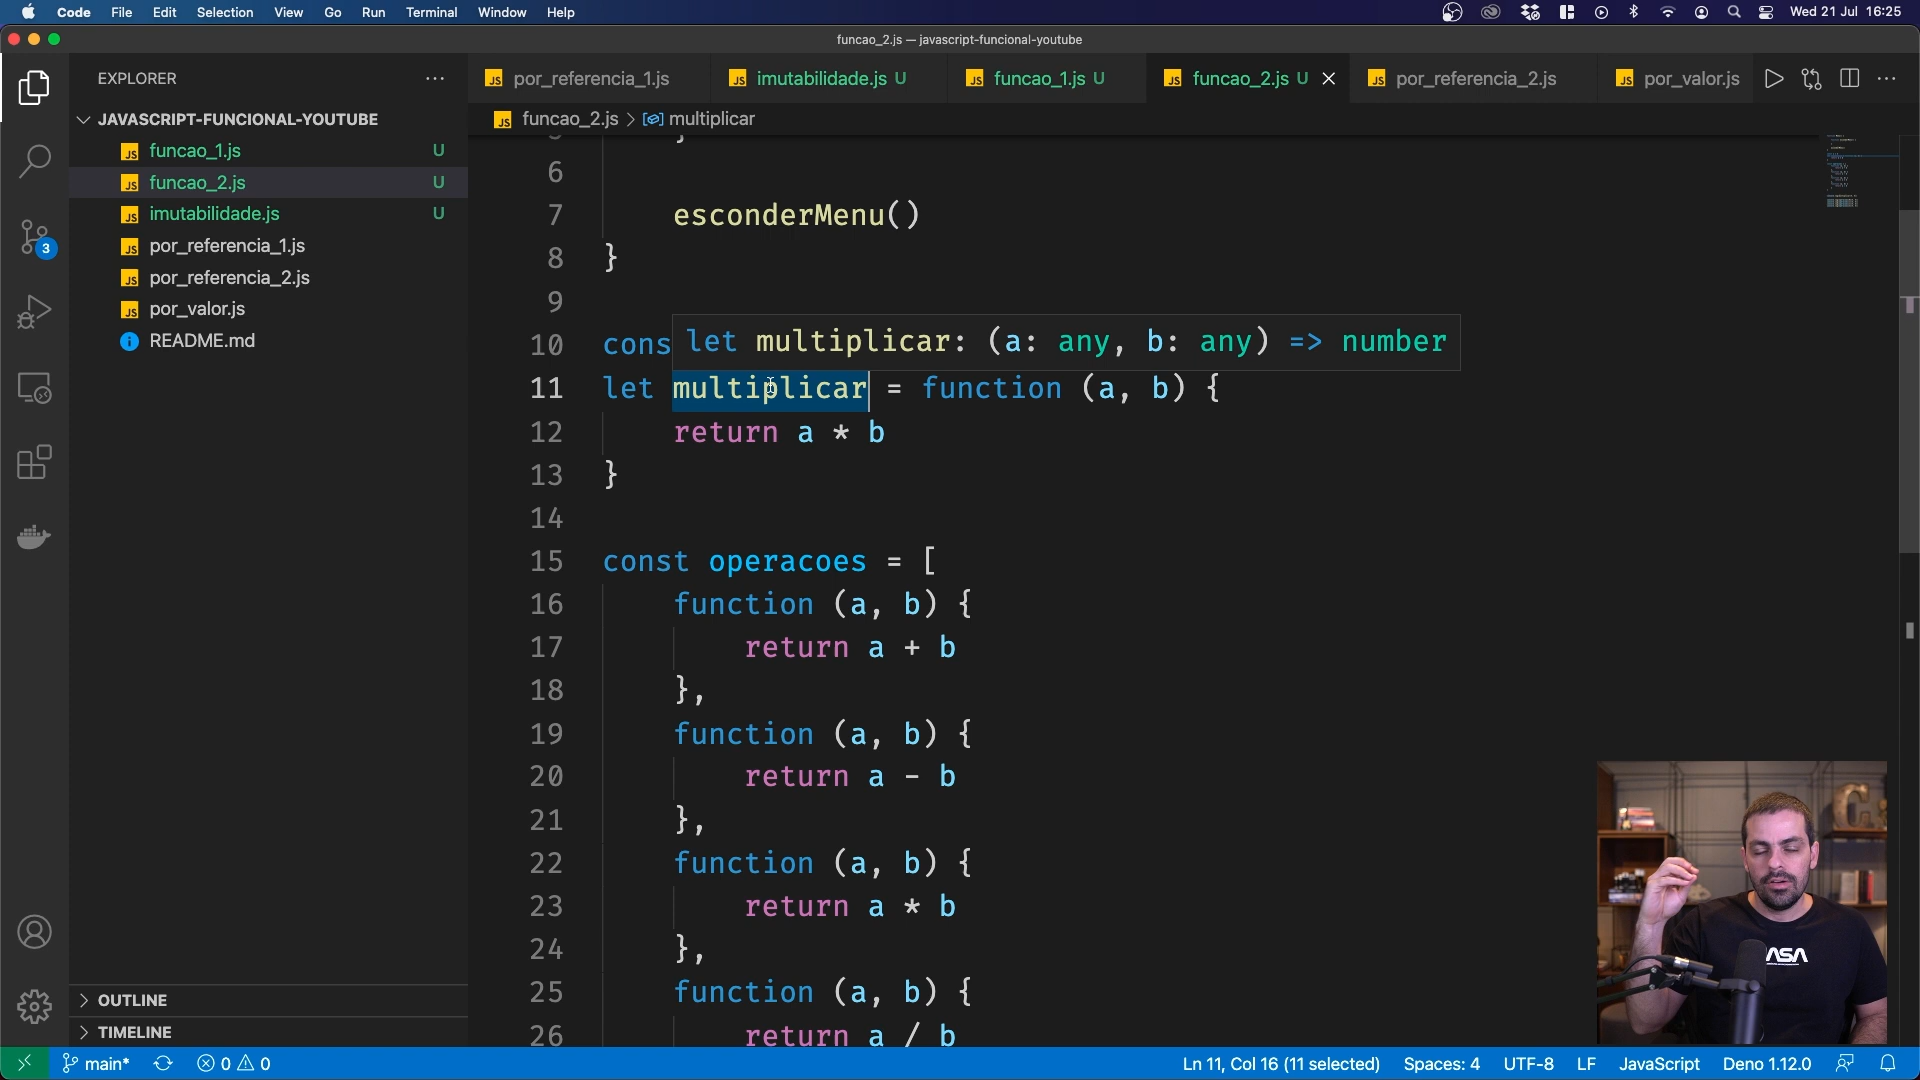 Code File Edit Selection View Go Run Terminal Window Help Wed 21 Jul 16:25
funcao_2.js — javascript-funcional-youtube
EXPLORER
JAVASCRIPT-FUNCIONAL-YOUTUBE
funcao_1.js U
funcao_2.js U
imutabilidade.js U
por_referencia_1.js
por_referencia_2.js
por_valor.js
README.md
3
OUTLINE
TIMELINE
por_referencia_1.js imutabilidade.js U funcao_1.js U funcao_2.js U por_referencia_2.js por_valor.js
funcao_2.js > multiplicar
6
7 esconderMenu()
8 }
9
let multiplicar: (a: any, b: any) => number
10 cons
11 let multiplicar = function (a, b) {
12 return a * b
13 }
14
15 const operacoes = [
16 function (a, b) {
17 return a + b
18 },
19 function (a, b) {
20 return a - b
21 },
22 function (a, b) {
23 return a * b
24 },
25 function (a, b) {
26 return a / b
ASA
main* 0 0 Ln 11, Col 16 (11 selected) Spaces: 4 UTF-8 LF JavaScript Deno 1.12.0